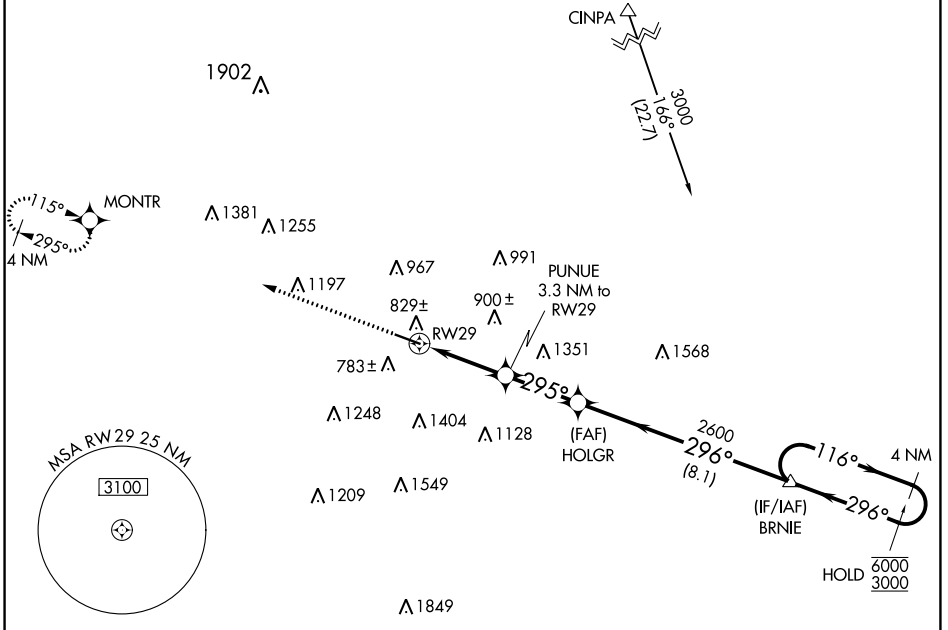 CINPA
3000
166°
(22.7)
1902
115°
MONTR
295°
4 NM
1381
1255
1197
967
991
829±
900±
PUNUE
3.3 NM to
RW29
RW29
1351
1568
783±
295°
1248
1404
1128
(FAF)
HOLGR
2600
296°
(8.1)
116°
4 NM
296°
(IF/IAF)
BRNIE
HOLD 6000
3000
1209
1549
MSA RW29 25 NM
3100
1849